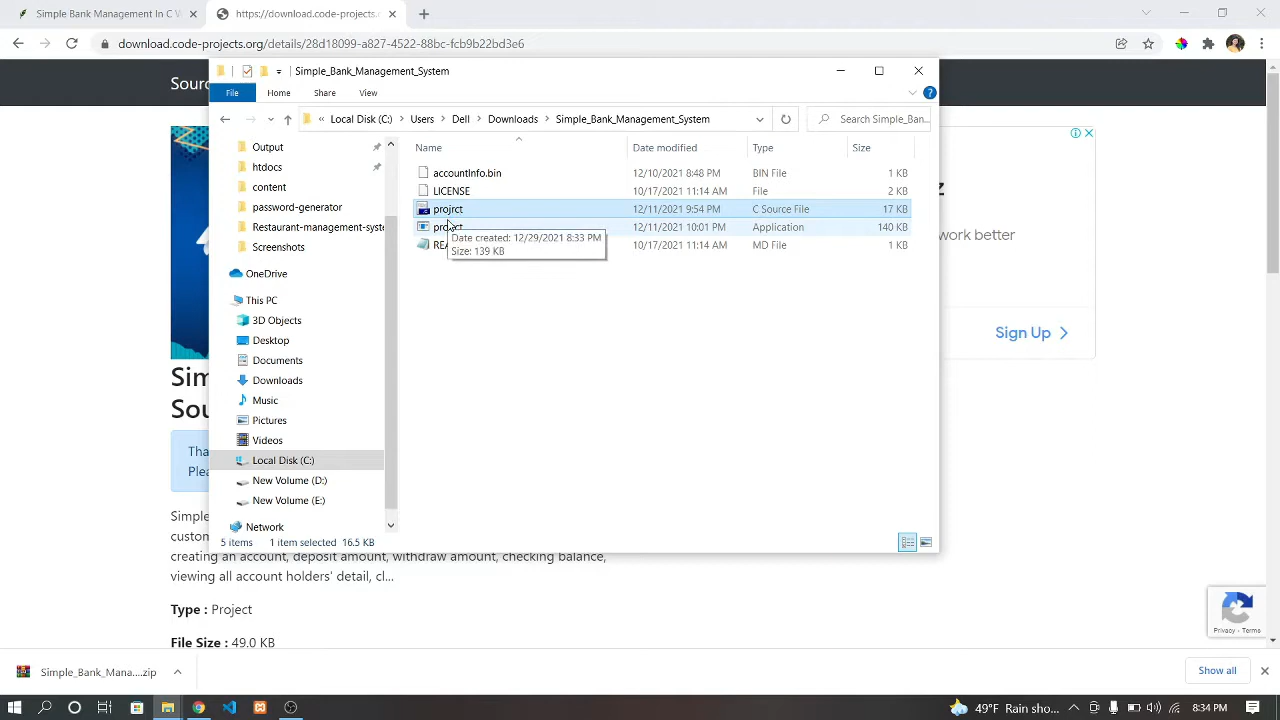 Simple Bank Management In C W
https://download.code-projects.o
download.code-projects.org/details/28d18099-a827-4522-88bc-fcb9b22bd3e6
Sourc
Simple_Bank_Management_System
File
Home
Share
View
« Local Disk (C:) > Users > Dell > Downloads > Simple_Bank_Management_System
Search Simple_Ban...
Name
Date modified
Type
Size
accountInfo.bin 12/10/2021 8:48 PM BIN File 1 KB
LICENSE 10/17/2021 11:14 AM File 2 KB
projrct 12/11/2021 9:54 PM C Source File 17 KB
12/11/2021 10:01 PM Application 140 KB
10/17/2021 11:14 AM MD File 1 KB
Date created: 12/29/2021 8:33 PM
Size: 139 KB
Output
htdocs
content
password-generator
Restaurant-management-syste
Screenshots
OneDrive
This PC
3D Objects
Desktop
Documents
Downloads
Music
Pictures
Videos
Local Disk (C:)
New Volume (D:)
New Volume (E:)
Network
5 items 1 item selected 16.5 KB
z
work better
Sign Up
Sim
Sou
Tha
Plea
Simple
custom
creating an account, deposit amount, withdraw amount, checking balance,
viewing all account holders' detail, cl...
Type : Project
File Size : 49.0 KB
Privacy - Terms
Simple_Bank_Mana....zip
Show all
49°F Rain sho...
8:34 PM